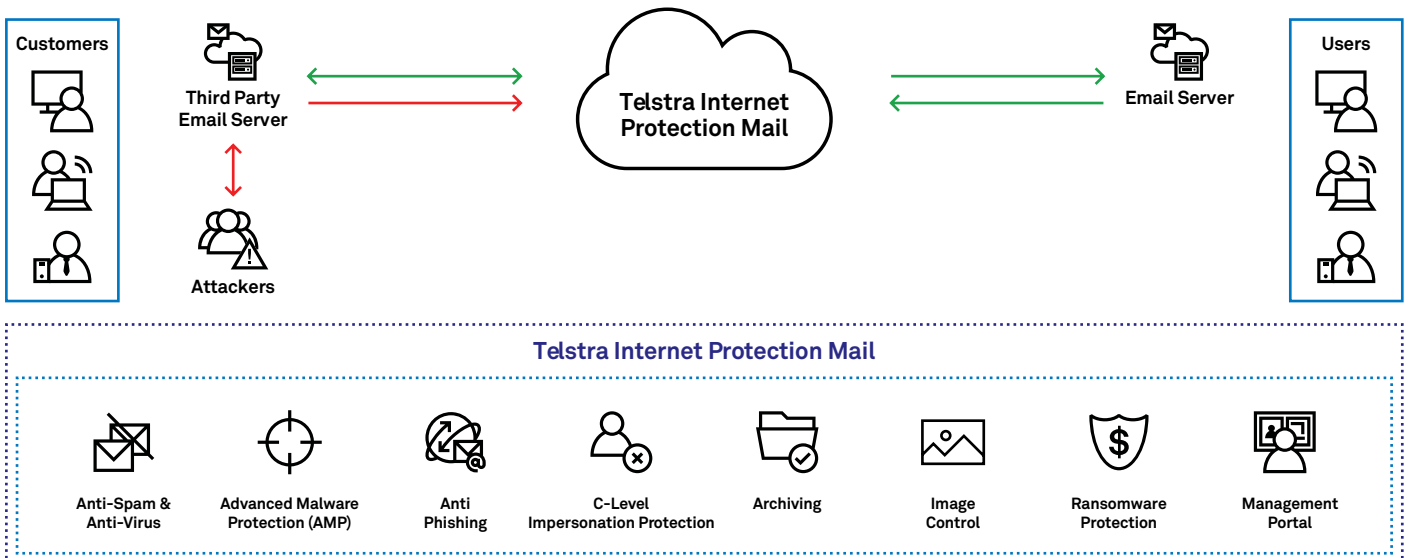 Customers
Third Party
Email Server
Attackers
Telstra Internet
Protection Mail
Email Server
Users
Telstra Internet Protection Mail
Anti-Spam &
Anti-Virus
Advanced Malware
Protection (AMP)
Anti
Phishing
@
C-Level
Impersonation Protection
Archiving
Image
Control
$
Ransomware
Protection
Management
Portal